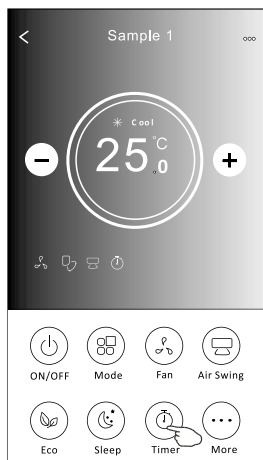 Sample 1
Cool
25.0°C
ON/OFF Mode Fan Air Swing
Eco Sleep Timer More